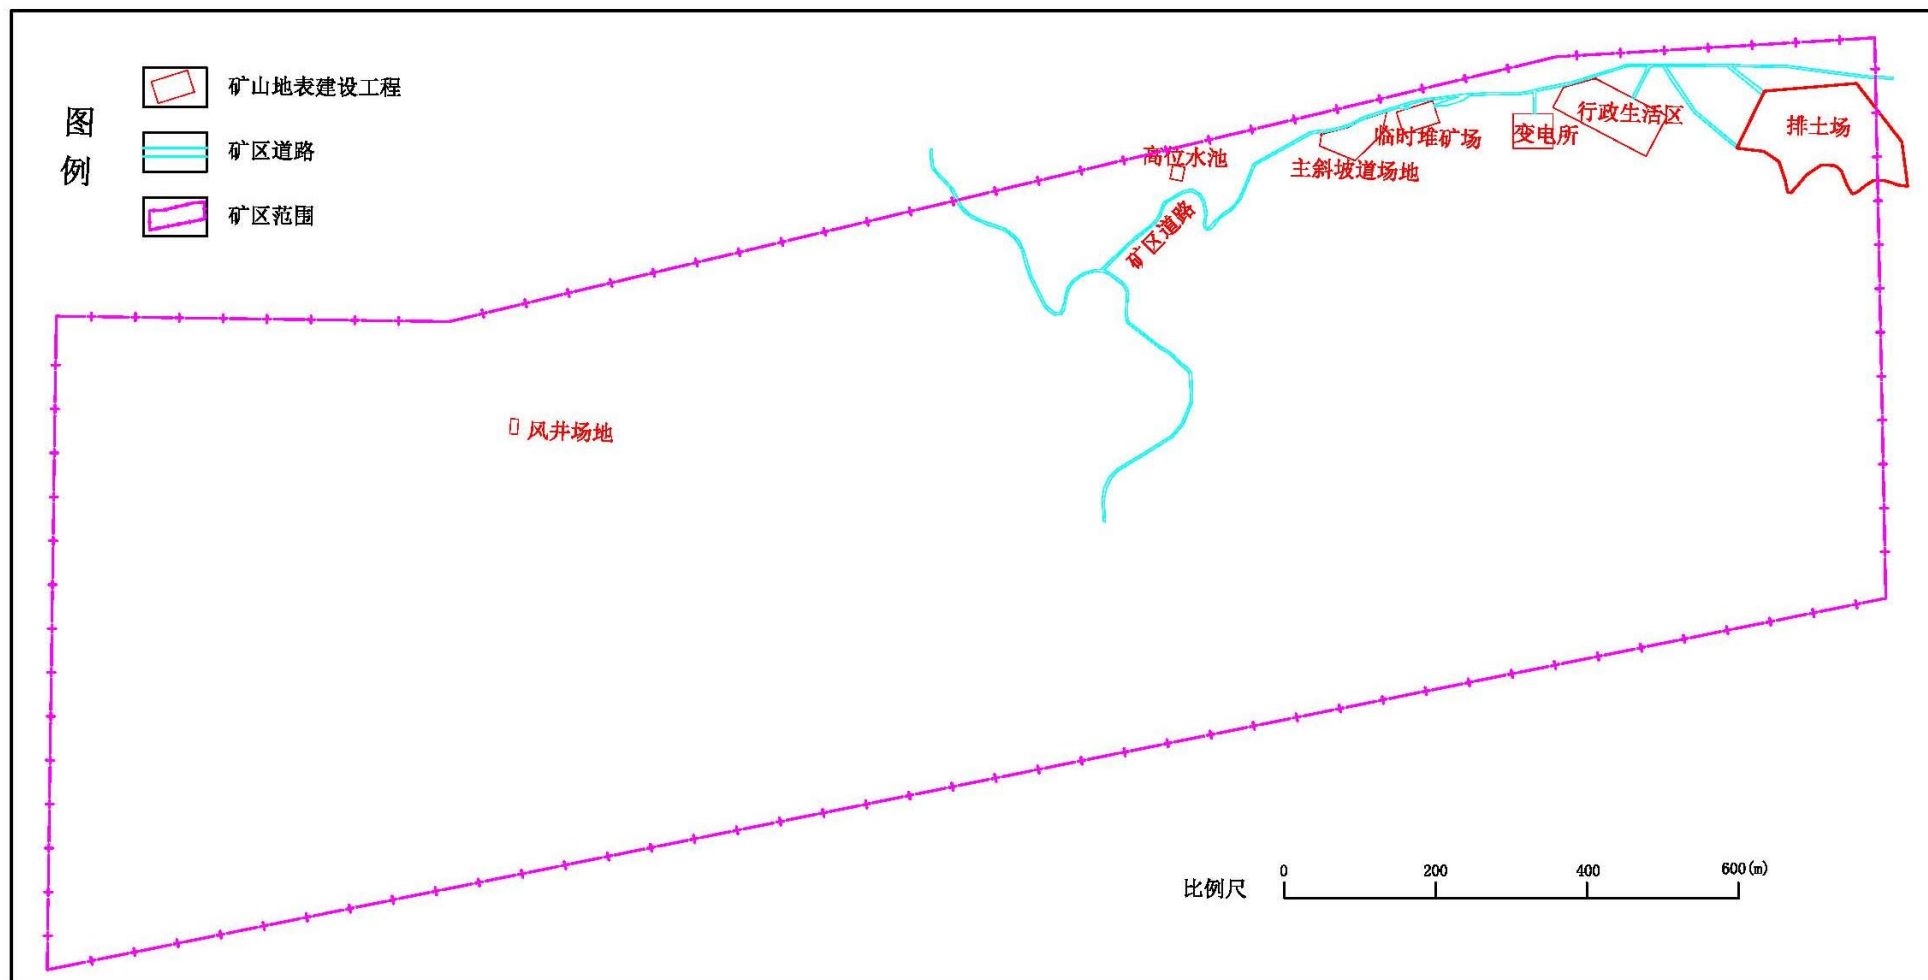 图例
矿山地表建设工程
矿区道路
矿区范围
高位水池
矿区道路
主斜坡道场地
临时堆矿场
变电所
行政生活区
排土场
风井场地
比例尺
0 200 400 600(m)